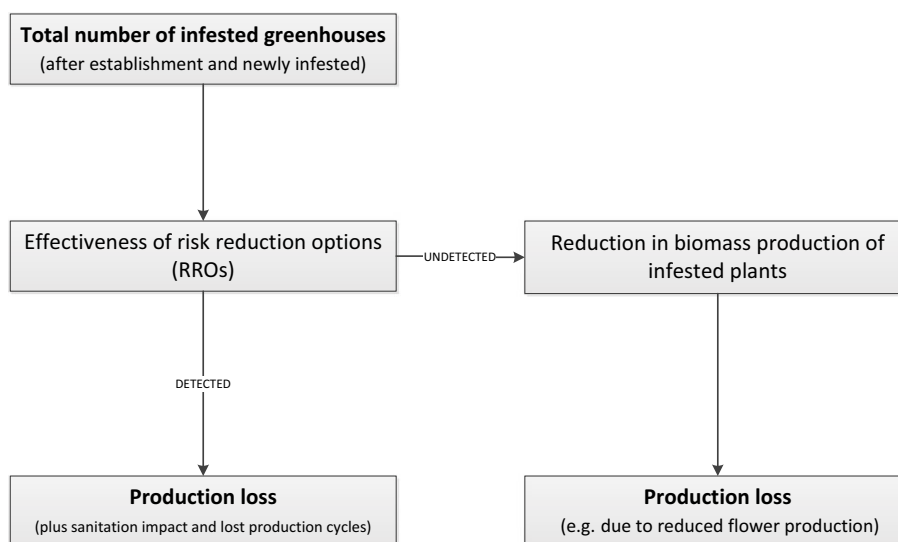 Total number of infested greenhouses
(after establishment and newly infested)
Effectiveness of risk reduction options
(RROs)
UNDETECTED
Reduction in biomass production of
infested plants
DETECTED
Production loss
(plus sanitation impact and lost production cycles)
Production loss
(e.g. due to reduced flower production)